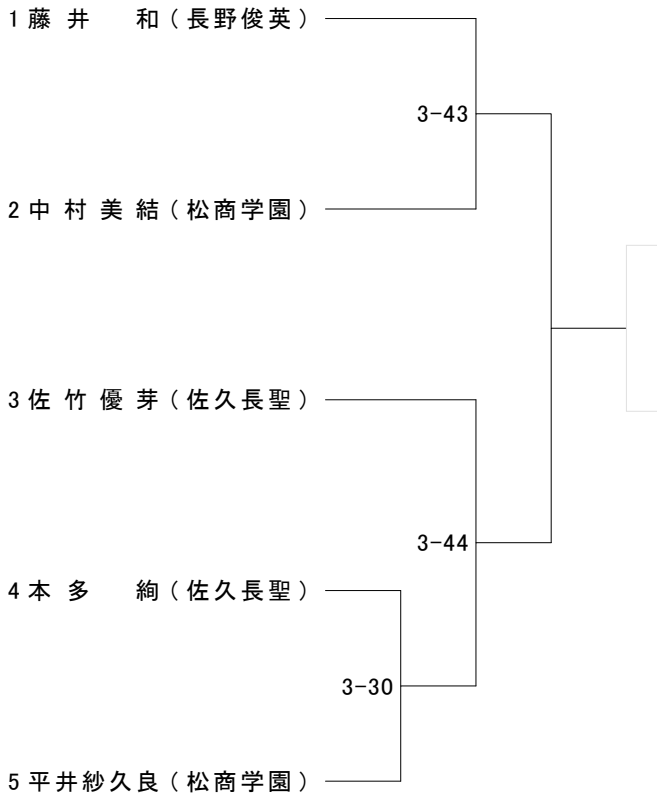 1 藤井　和（長野俊英）
3-43
2 中村美結（松商学園）
3 佐竹優芽（佐久長聖）
3-44
4 本多　絢（佐久長聖）
3-30
5 平井紗久良（松商学園）